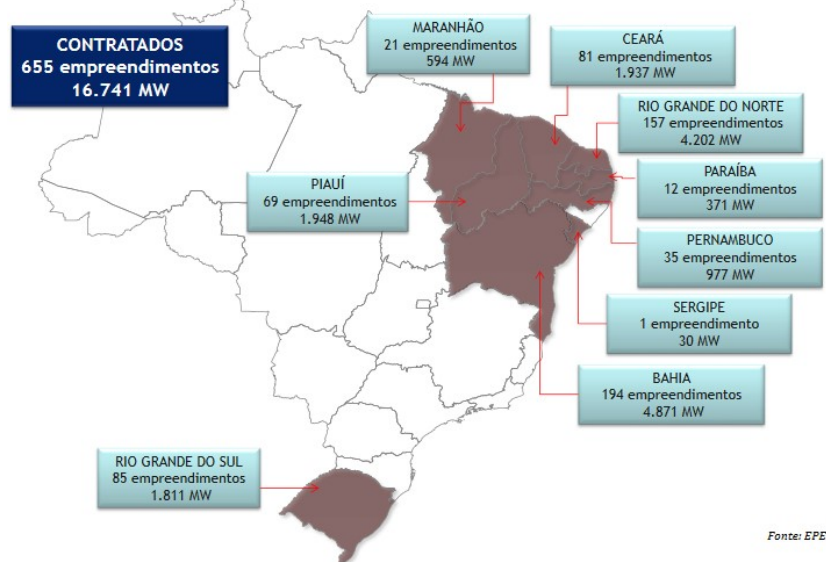 CONTRATADOS
655 empreendimentos
16.741 MW
MARANHÃO
21 empreendimentos
594 MW
CEARÁ
81 empreendimentos
1.937 MW
RIO GRANDE DO NORTE
157 empreendimentos
4.202 MW
PIAUÍ
69 empreendimentos
1.948 MW
PARAÍBA
12 empreendimentos
371 MW
PERNAMBUCO
35 empreendimentos
977 MW
SERGIPE
1 empreendimento
30 MW
BAHIA
194 empreendimentos
4.871 MW
RIO GRANDE DO SUL
85 empreendimentos
1.811 MW
Fonte: EPE